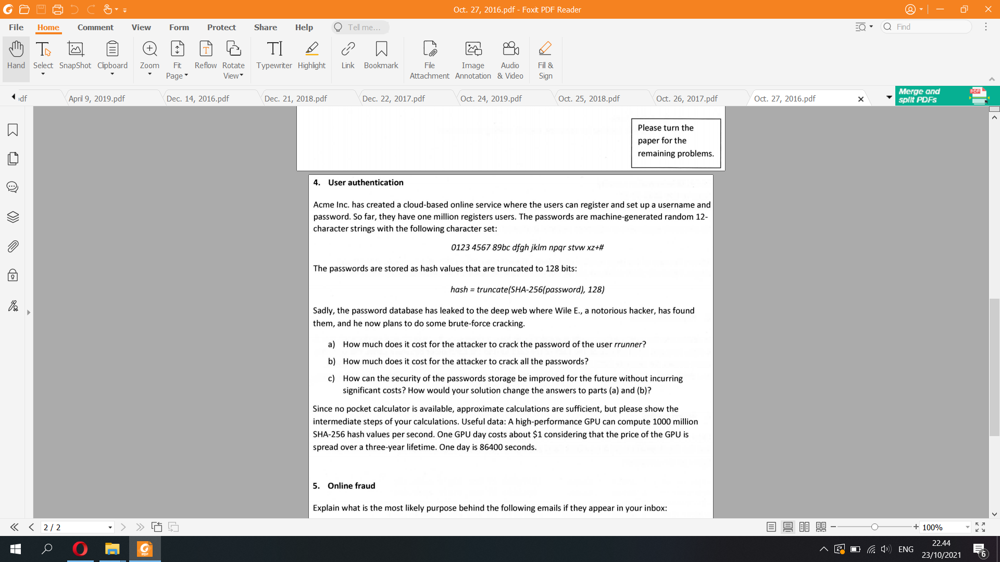 Oct. 27, 2016.pdf - Foxit PDF Reader
File Home Comment View Form Protect Share Help Tell me... Find
Hand Select SnapShot Clipboard Zoom Fit Page Reflow Rotate View Typewriter Highlight Link Bookmark File Attachment Image Annotation Audio & Video Fill & Sign
df April 9, 2019.pdf Dec. 14, 2016.pdf Dec. 21, 2018.pdf Dec. 22, 2017.pdf Oct. 24, 2019.pdf Oct. 25, 2018.pdf Oct. 26, 2017.pdf Oct. 27, 2016.pdf
Merge and
split PDFs
PDF
Please turn the
paper for the
remaining problems.
4. User authentication
Acme Inc. has created a cloud-based online service where the users can register and set up a username and
password. So far, they have one million registers users. The passwords are machine-generated random 12-
character strings with the following character set:
0123 4567 89bc dfgh jklm npqr stvw xz+#
The passwords are stored as hash values that are truncated to 128 bits:
hash = truncate(SHA-256(password), 128)
Sadly, the password database has leaked to the deep web where Wile E., a notorious hacker, has found
them, and he now plans to do some brute-force cracking.
a) How much does it cost for the attacker to crack the password of the user rrunner?
b) How much does it cost for the attacker to crack all the passwords?
c) How can the security of the passwords storage be improved for the future without incurring
significant costs? How would your solution change the answers to parts (a) and (b)?
Since no pocket calculator is available, approximate calculations are sufficient, but please show the
intermediate steps of your calculations. Useful data: A high-performance GPU can compute 1000 million
SHA-256 hash values per second. One GPU day costs about $1 considering that the price of the GPU is
spread over a three-year lifetime. One day is 86400 seconds.
5. Online fraud
Explain what is the most likely purpose behind the following emails if they appear in your inbox:
2 / 2
100%
PDF
ENG
22.44
23/10/2021
6